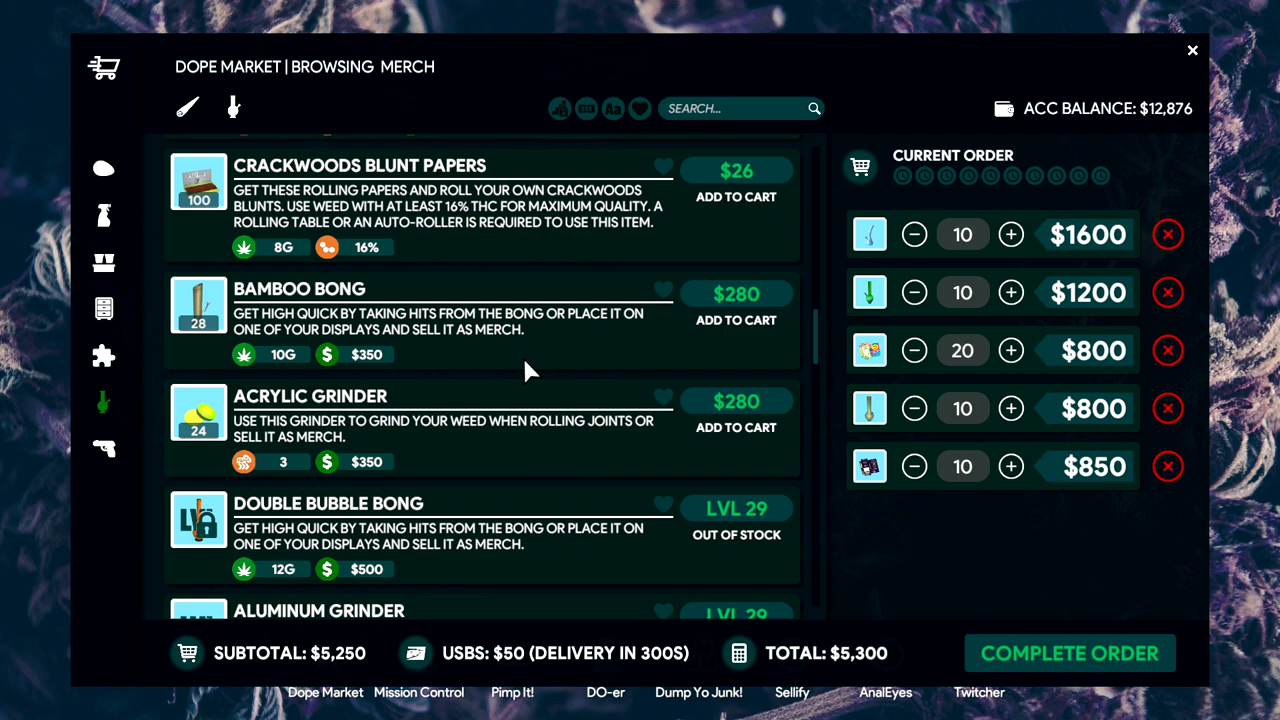 DOPE MARKET | BROWSING MERCH
SEARCH...
ACC BALANCE: $12,876
CRACKWOODS BLUNT PAPERS
GET THESE ROLLING PAPERS AND ROLL YOUR OWN CRACKWOODS
BLUNTS. USE WEED WITH AT LEAST 16% THC FOR MAXIMUM QUALITY. A
ROLLING TABLE OR AN AUTO-ROLLER IS REQUIRED TO USE THIS ITEM.
100
8G 16%
$26
ADD TO CART
BAMBOO BONG
GET HIGH QUICK BY TAKING HITS FROM THE BONG OR PLACE IT ON
ONE OF YOUR DISPLAYS AND SELL IT AS MERCH.
28
10G $350
$280
ADD TO CART
ACRYLIC GRINDER
USE THIS GRINDER TO GRIND YOUR WEED WHEN ROLLING JOINTS OR
SELL IT AS MERCH.
24
3 $350
$280
ADD TO CART
DOUBLE BUBBLE BONG
GET HIGH QUICK BY TAKING HITS FROM THE BONG OR PLACE IT ON
ONE OF YOUR DISPLAYS AND SELL IT AS MERCH.
12G $500
LVL 29
OUT OF STOCK
ALUMINUM GRINDER
LVL 29
CURRENT ORDER
10 $1600
10 $1200
20 $800
10 $800
10 $850
SUBTOTAL: $5,250
USBS: $50 (DELIVERY IN 300S)
TOTAL: $5,300
COMPLETE ORDER
Dope Market Mission Control Pimp It! DO-er Dump Yo Junk! Sellify AnalEyes Twitcher